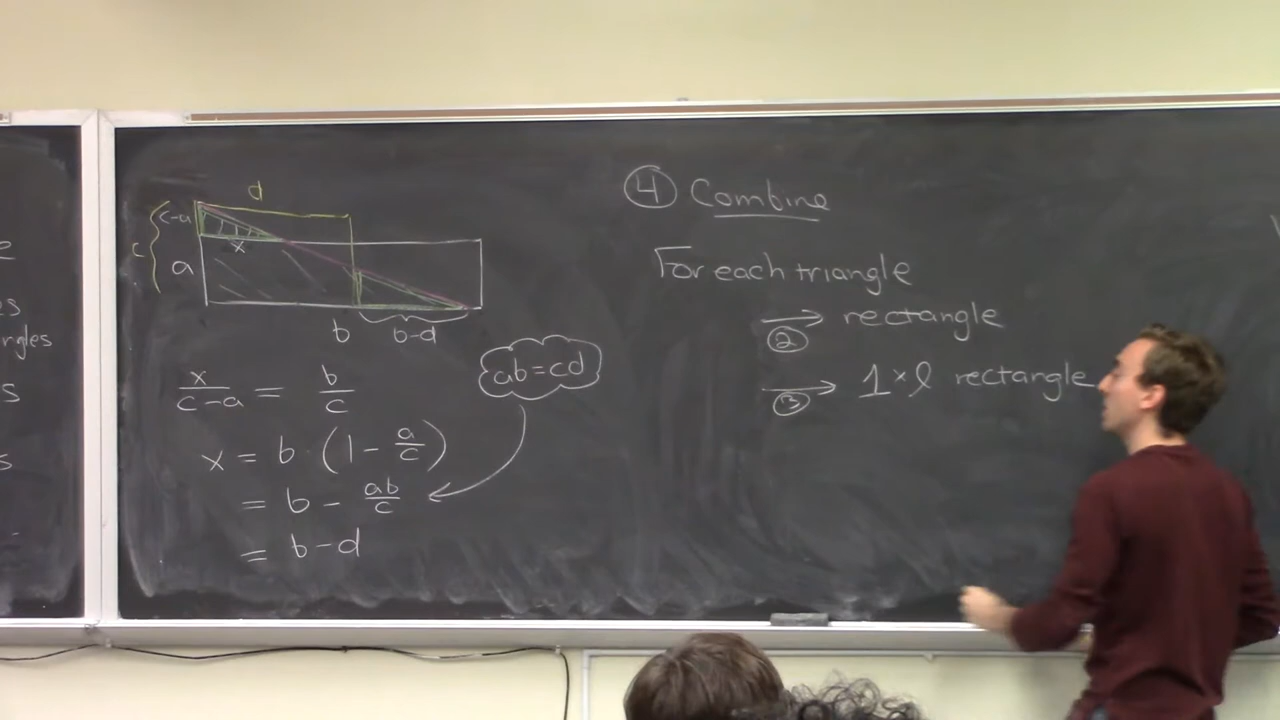 d
c-a
c
x
a
b
b-d
x/(c-a) = b/c
ab=cd
x = b (1 - a/c)
= b - ab/c
= b-d
④ Combine
For each triangle
→ ② rectangle
→ ③ 1×l rectangle